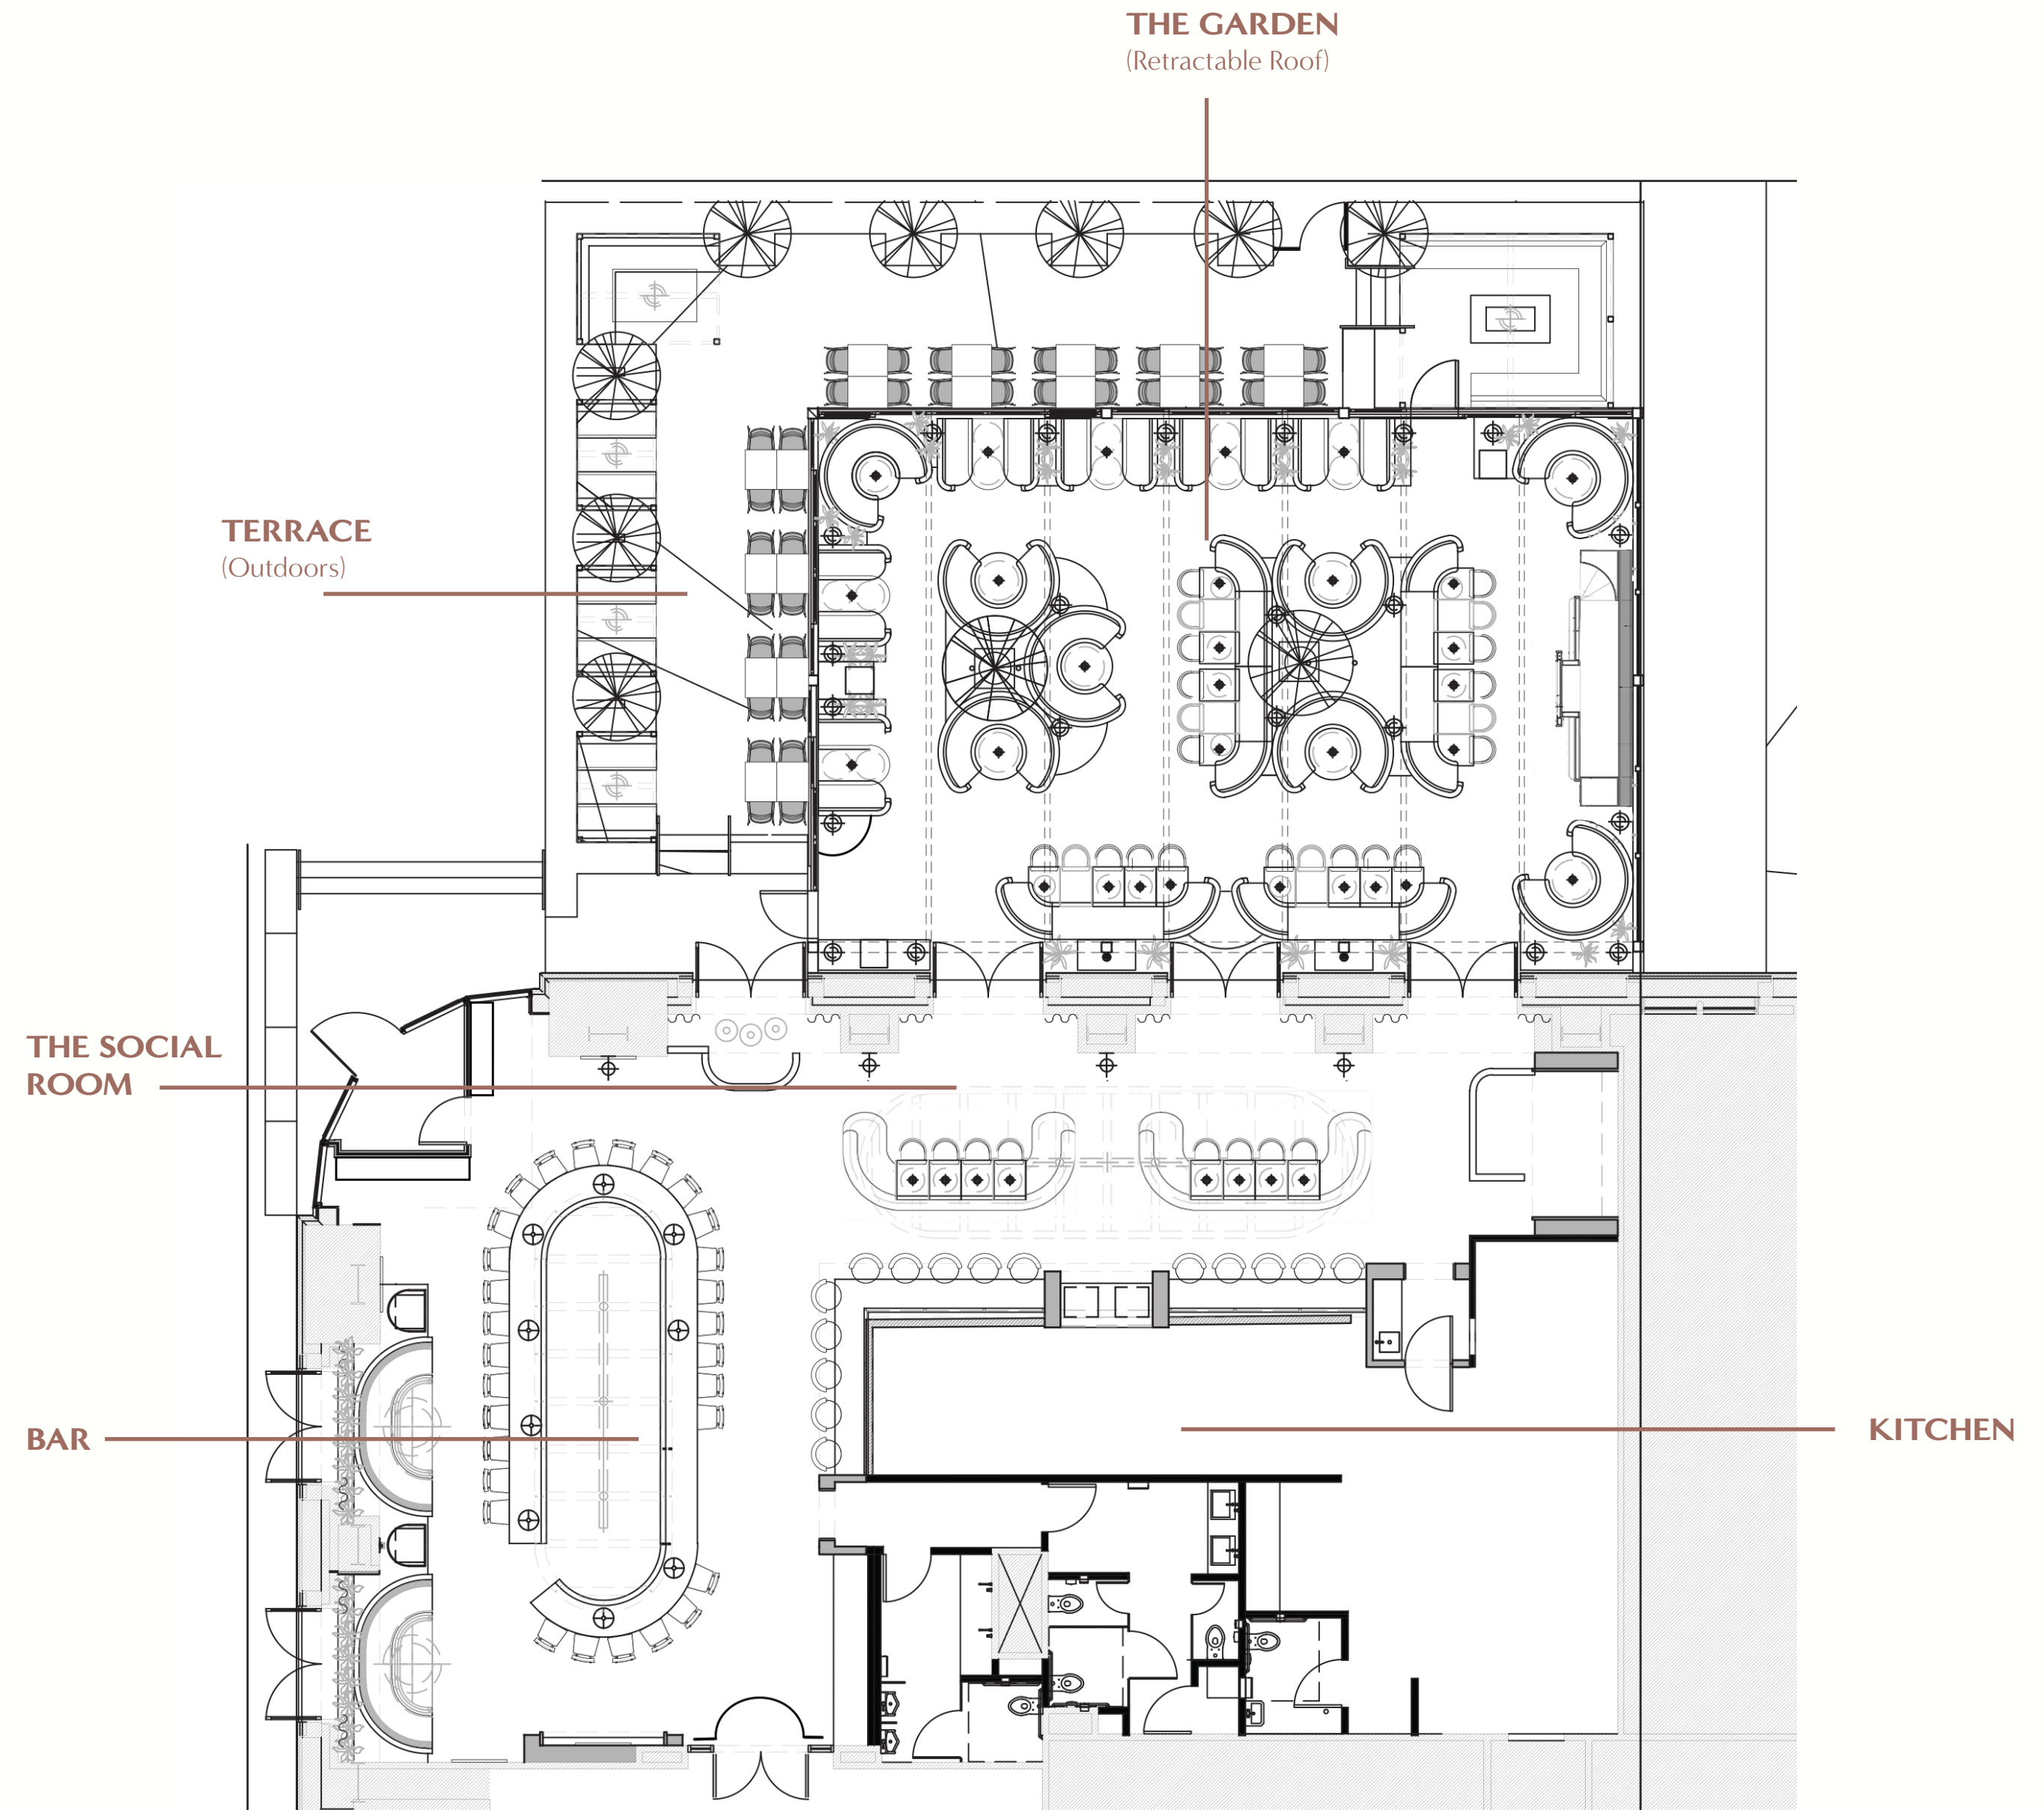 THE GARDEN
(Retractable Roof)
TERRACE
(Outdoors)
THE SOCIAL
ROOM
BAR
KITCHEN